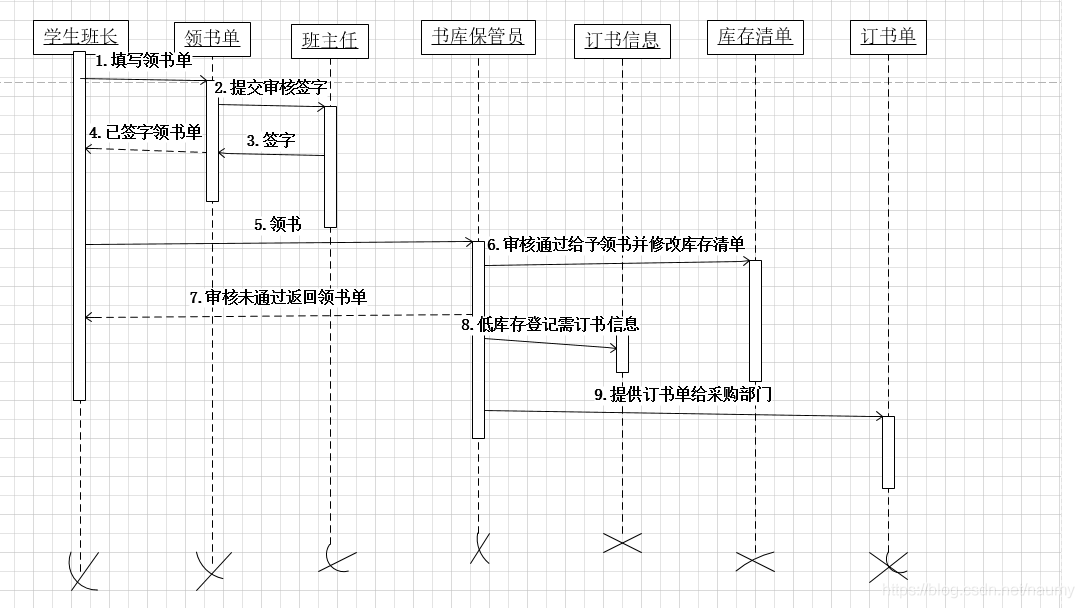 学生班长
领书单
班主任
书库保管员
订书信息
库存清单
订书单
1.填写领书单
2.提交审核签字
4.已签字领书单
3.签字
5.领书
6.审核通过给予领书并修改库存清单
7.审核未通过返回领书单
8.低库存登记需订书信息
9.提供订书单给采购部门
https://blog.csdn.net/naumy